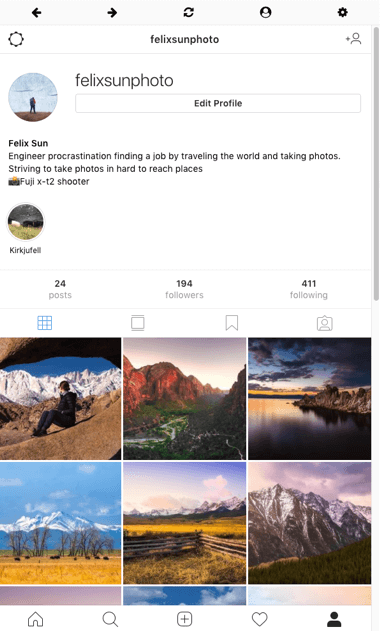 felixsunphoto
felixsunphoto
Edit Profile
Felix Sun
Engineer procrastination finding a job by traveling the world and taking photos.
Striving to take photos in hard to reach places
📷Fuji x-t2 shooter
Kirkjufell
24 194 411
posts followers following